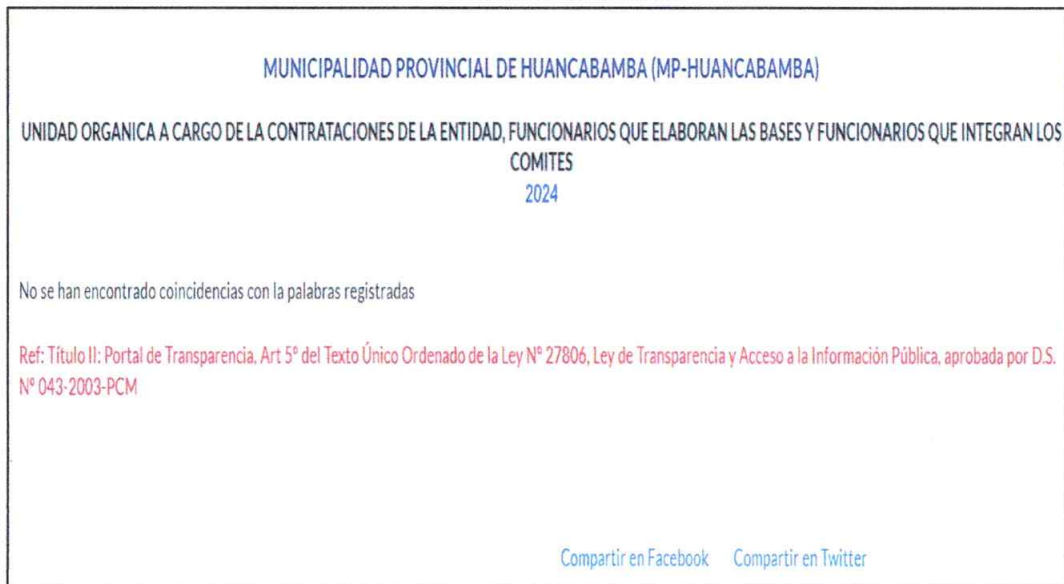 MUNICIPALIDAD PROVINCIAL DE HUANCABAMBA (MP-HUANCABAMBA)
UNIDAD ORGANICA A CARGO DE LA CONTRATACIONES DE LA ENTIDAD, FUNCIONARIOS QUE ELABORAN LAS BASES Y FUNCIONARIOS QUE INTEGRAN LOS
COMITES
2024
No se han encontrado coincidencias con la palabras registradas
Ref: Título II: Portal de Transparencia, Art 5º del Texto Único Ordenado de la Ley Nº 27806, Ley de Transparencia y Acceso a la Información Pública, aprobada por D.S.
Nº 043-2003-PCM
Compartir en Facebook Compartir en Twitter